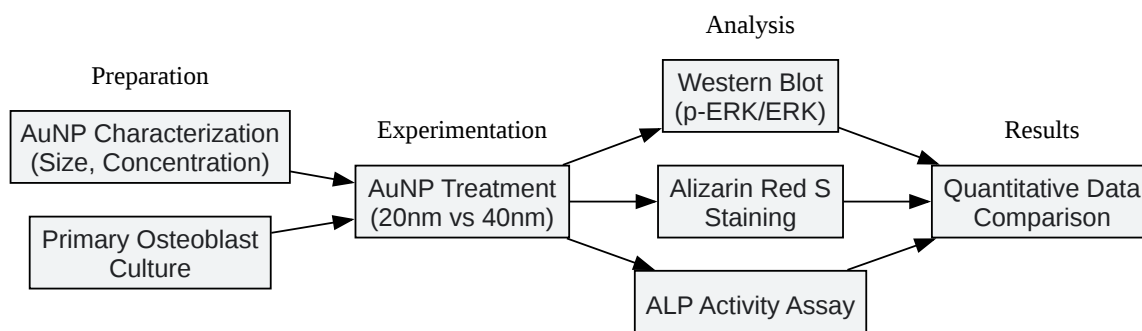 Preparation
AuNP Characterization
(Size, Concentration)
Primary Osteoblast
Culture
Experimentation
AuNP Treatment
(20nm vs 40nm)
Analysis
Western Blot
(p-ERK/ERK)
Alizarin Red S
Staining
ALP Activity Assay
Results
Quantitative Data
Comparison